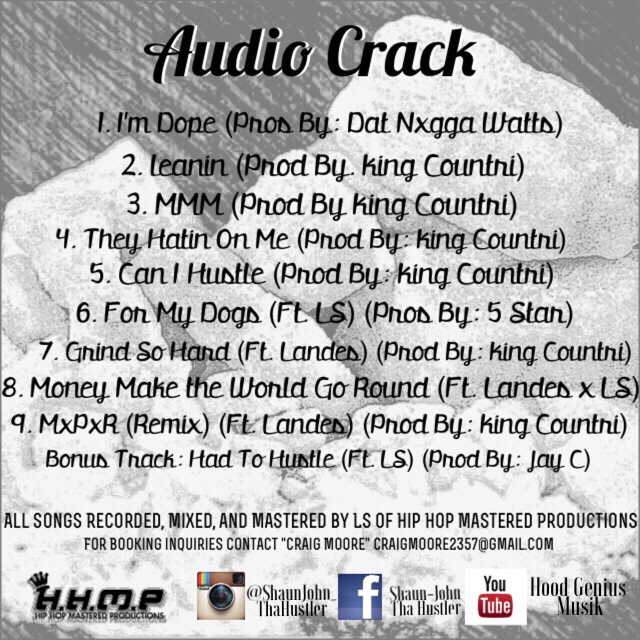 Audio Crack
1. I'm Dope (Pros By: Dat Nxgga Watts)
2. Leanin (Prod By. King Countri)
3. MMM (Prod By King Countri)
4. They Hatin On Me (Prod By: King Countri)
5. Can I Hustle (Prod By: King Countri)
6. For My Dogs (Ft. LS) (Pros By: 5 Star)
7. Grind So Hard (Ft. Landes) (Prod By: King Countri)
8. Money Make the World Go Round (Ft. Landes x LS)
9. MxPxR (Remix) (Ft. Landes) (Prod By: King Countri)
Bonus Track: Had To Hustle (Ft. LS) (Prod By: Jay C)
ALL SONGS RECORDED, MIXED, AND MASTERED BY LS OF HIP HOP MASTERED PRODUCTIONS
FOR BOOKING INQUIRIES CONTACT "CRAIG MOORE" CRAIGMOORE2357@GMAIL.COM
H.H.M.P
HIP HOP MASTERED PRODUCTIONS
@ShaunJohn_
ThaHustler
f
Shaun-John
Tha Hustler
You
Tube
Hood Genius
Musik